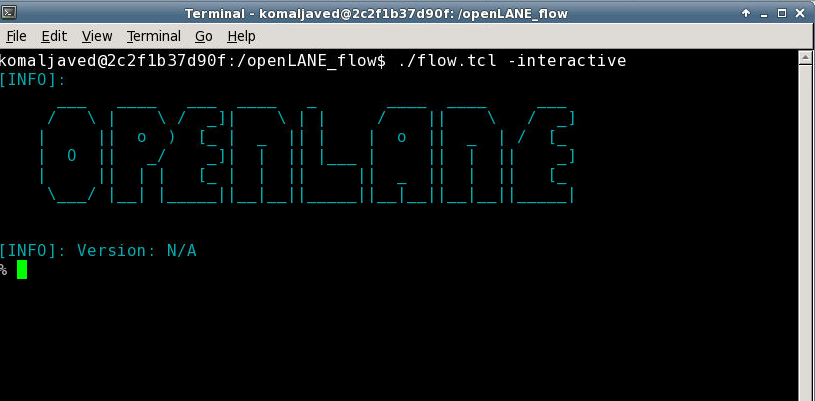 Terminal - komaljaved@2c2f1b37d90f: /openLANE_flow
File Edit View Terminal Go Help
komaljaved@2c2f1b37d90f:/openLANE_flow$ ./flow.tcl -interactive
[INFO]:
OPENLANE
[INFO]: Version: N/A
%